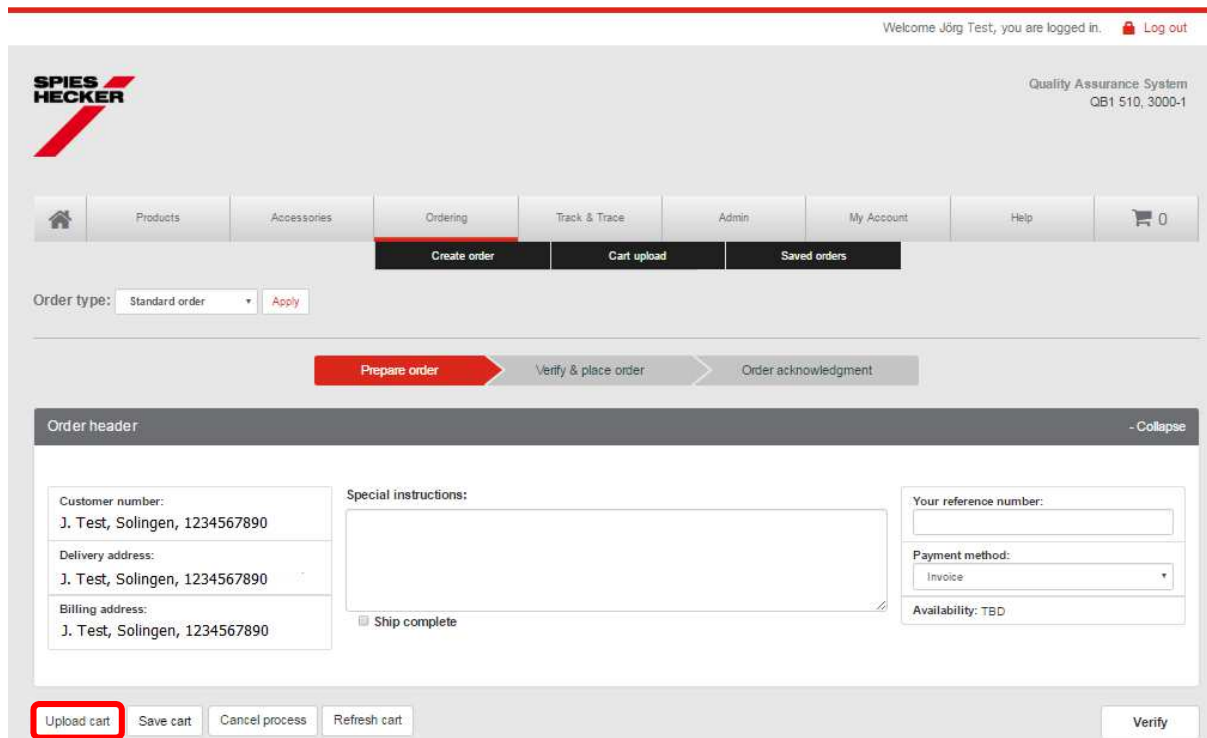 Welcome Jörg Test, you are logged in. Log out
SPIES
HECKER
Quality Assurance System
QB1 510, 3000-1
Products Accessories Ordering Track & Trace Admin My Account Help 0
Create order Cart upload Saved orders
Order type: Standard order Apply
Prepare order Verify & place order Order acknowledgment
Order header - Collapse
Customer number:
J. Test, Solingen, 1234567890
Delivery address:
J. Test, Solingen, 1234567890
Billing address:
J. Test, Solingen, 1234567890
Special instructions:
Ship complete
Your reference number:
Payment method:
Invoice
Availability: TBD
Upload cart Save cart Cancel process Refresh cart Verify